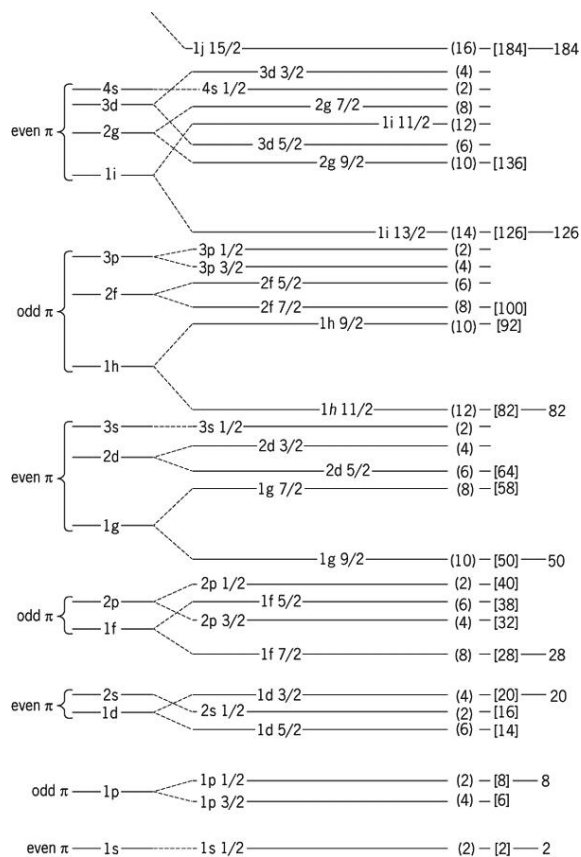 1j 15/2 (16) [184] 184
3d 3/2 (4)
4s 4s 1/2 (2)
3d
2g 7/2 (8)
1i 11/2 (12)
even π 2g
3d 5/2 (6)
2g 9/2 (10) [136]
1i
1i 13/2 (14) [126] 126
3p 1/2 (2)
3p
3p 3/2 (4)
2f 5/2 (6)
2f
odd π
2f 7/2 (8) [100]
1h 9/2 (10) [92]
1h
1h 11/2 (12) [82] 82
3s 3s 1/2 (2)
2d 3/2 (4)
2d
2d 5/2 (6) [64]
even π
1g 7/2 (8) [58]
1g
1g 9/2 (10) [50] 50
2p 1/2 (2) [40]
2p 1f 5/2 (6) [38]
odd π
2p 3/2 (4) [32]
1f
1f 7/2 (8) [28] 28
2s 1d 3/2 (4) [20] 20
even π
1d 2s 1/2 (2) [16]
1d 5/2 (6) [14]
1p 1/2 (2) [8] 8
odd π 1p
1p 3/2 (4) [6]
even π 1s 1s 1/2 (2) [2] 2